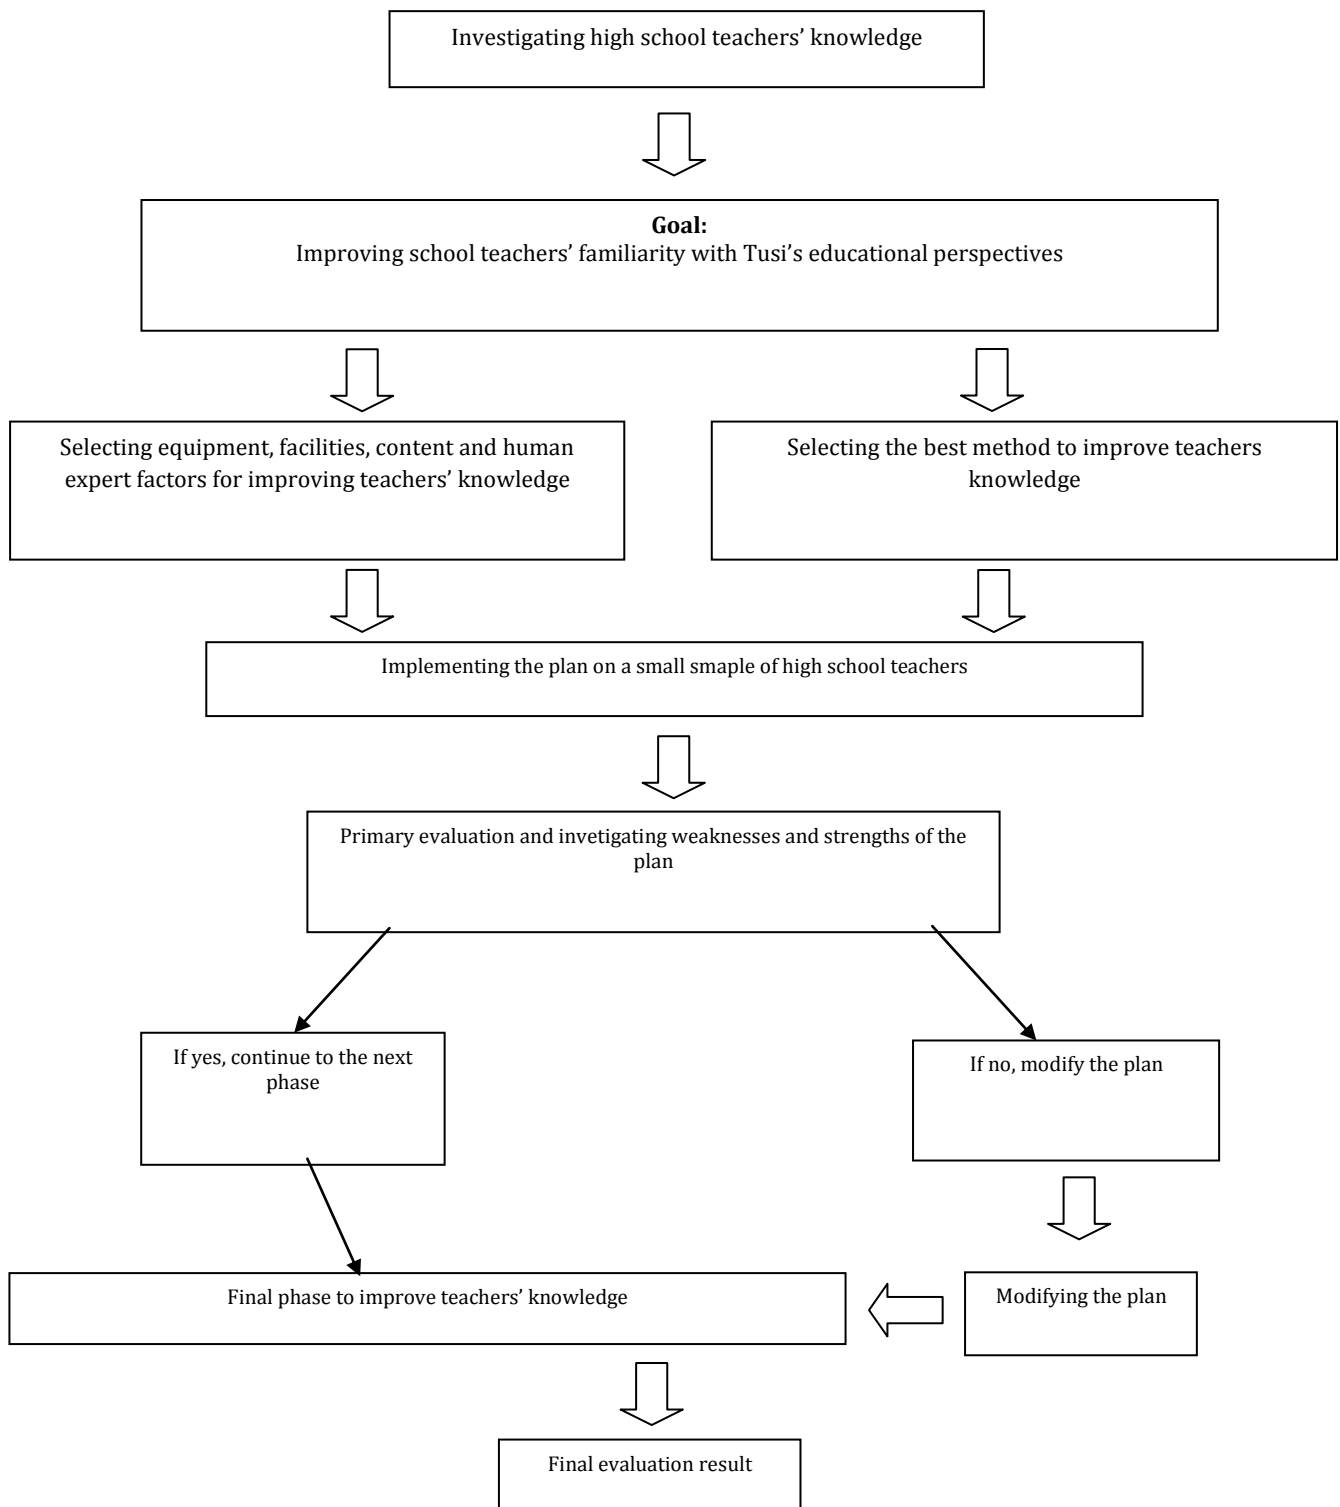 Investigating high school teachers’ knowledge
Goal:
Improving school teachers’ familiarity with Tusi’s educational perspectives
Selecting equipment, facilities, content and human
expert factors for improving teachers’ knowledge
Selecting the best method to improve teachers
knowledge
Implementing the plan on a small smaple of high school teachers
Primary evaluation and invetigating weaknesses and strengths of the
plan
If yes, continue to the next
phase
If no, modify the plan
Final phase to improve teachers’ knowledge
Modifying the plan
Final evaluation result